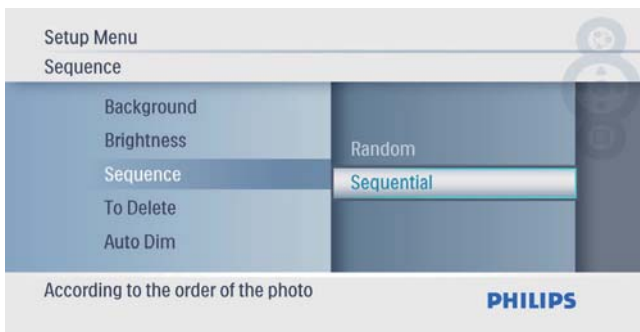 Setup Menu
Sequence
Background
Brightness
Sequence
To Delete
Auto Dim
Random
Sequential
According to the order of the photo
PHILIPS